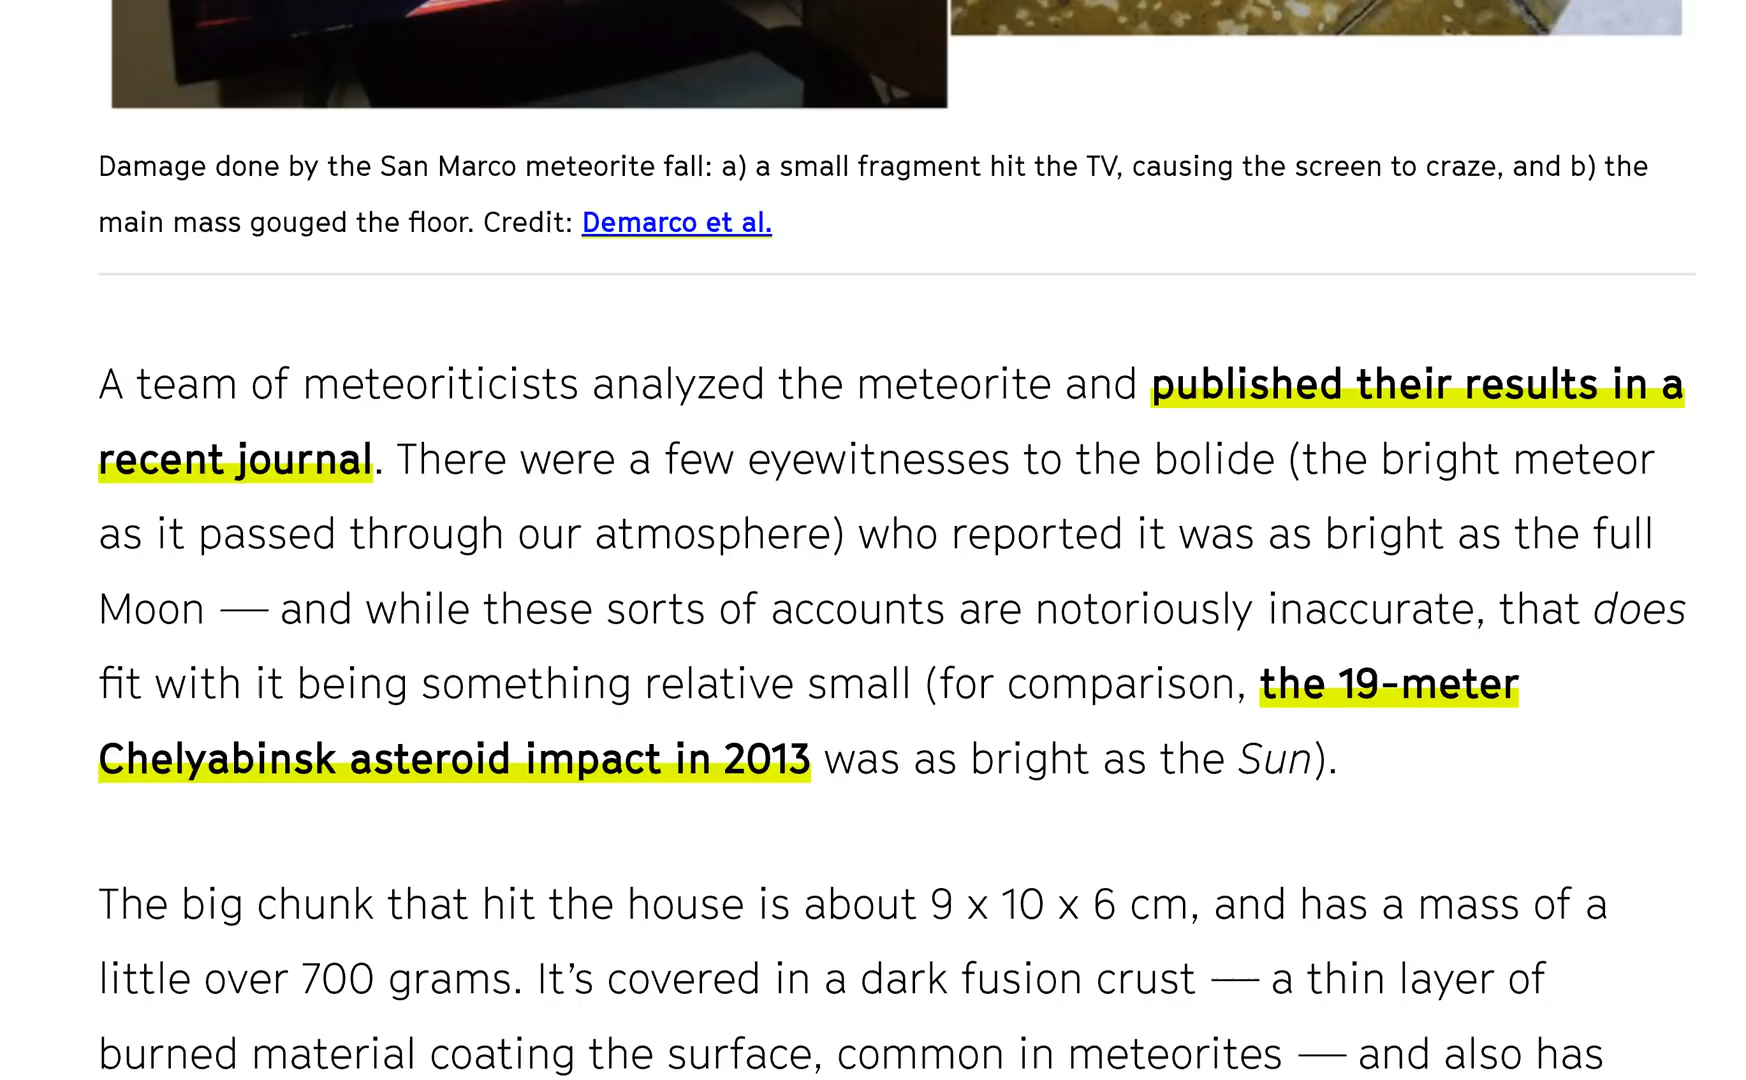 Damage done by the San Marco meteorite fall: a) a small fragment hit the TV, causing the screen to craze, and b) the
main mass gouged the floor. Credit: Demarco et al.
A team of meteoriticists analyzed the meteorite and published their results in a
recent journal. There were a few eyewitnesses to the bolide (the bright meteor
as it passed through our atmosphere) who reported it was as bright as the full
Moon — and while these sorts of accounts are notoriously inaccurate, that does
fit with it being something relative small (for comparison, the 19-meter
Chelyabinsk asteroid impact in 2013 was as bright as the Sun).
The big chunk that hit the house is about 9 x 10 x 6 cm, and has a mass of a
little over 700 grams. It’s covered in a dark fusion crust — a thin layer of
burned material coating the surface, common in meteorites — and also has